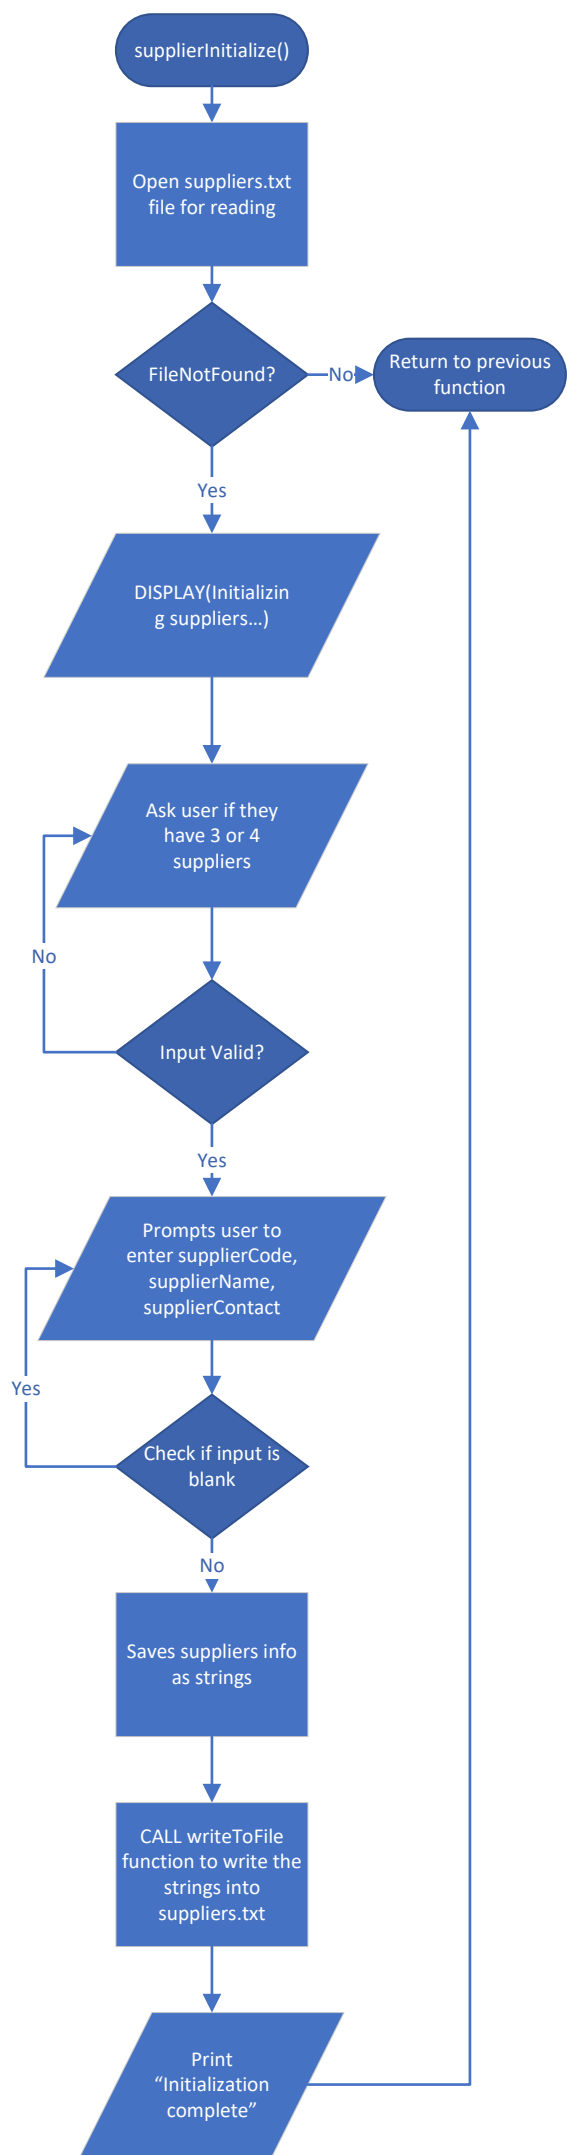 supplierInitialize()
Open suppliers.txt
file for reading
FileNotFound?
No
Return to previous
function
Yes
DISPLAY(Initializin
g suppliers...)
Ask user if they
have 3 or 4
suppliers
No
Input Valid?
Yes
Prompts user to
enter supplierCode,
supplierName,
supplierContact
Yes
Check if input is
blank
No
Saves suppliers info
as strings
CALL writeToFile
function to write the
strings into
suppliers.txt
Print
“Initialization
complete”